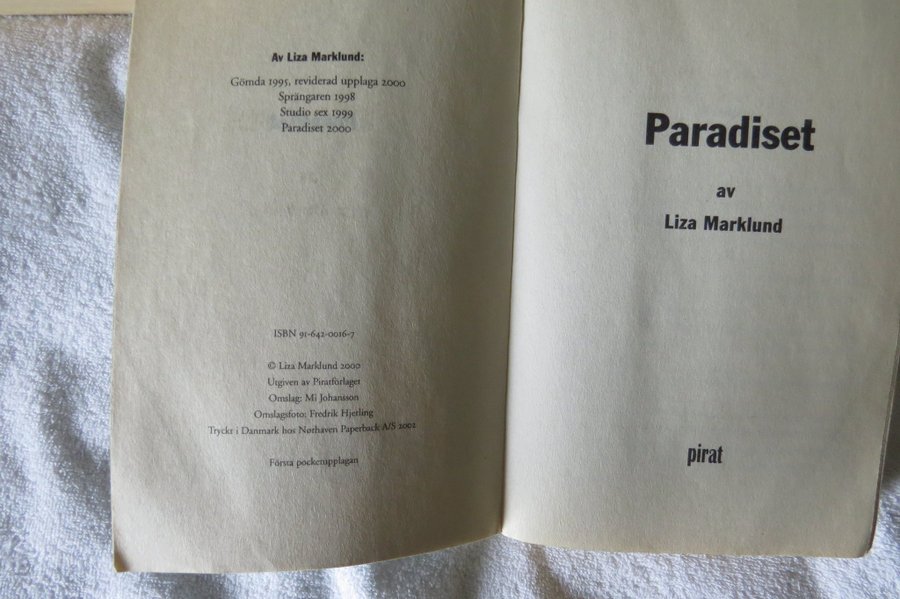 Av Liza Marklund:
Gömda 1995, reviderad upplaga 2000
Sprängaren 1998
Studio sex 1999
Paradiset 2000
ISBN 91-642-0016-7
© Liza Marklund 2000
Utgiven av Piratförlaget
Omslag: Mi Johansson
Omslagsfoto: Fredrik Hjerling
Tryckt i Danmark hos Nørhaven Paperback A/S 2002
Första pocketupplagan
Paradiset
av
Liza Marklund
pirat